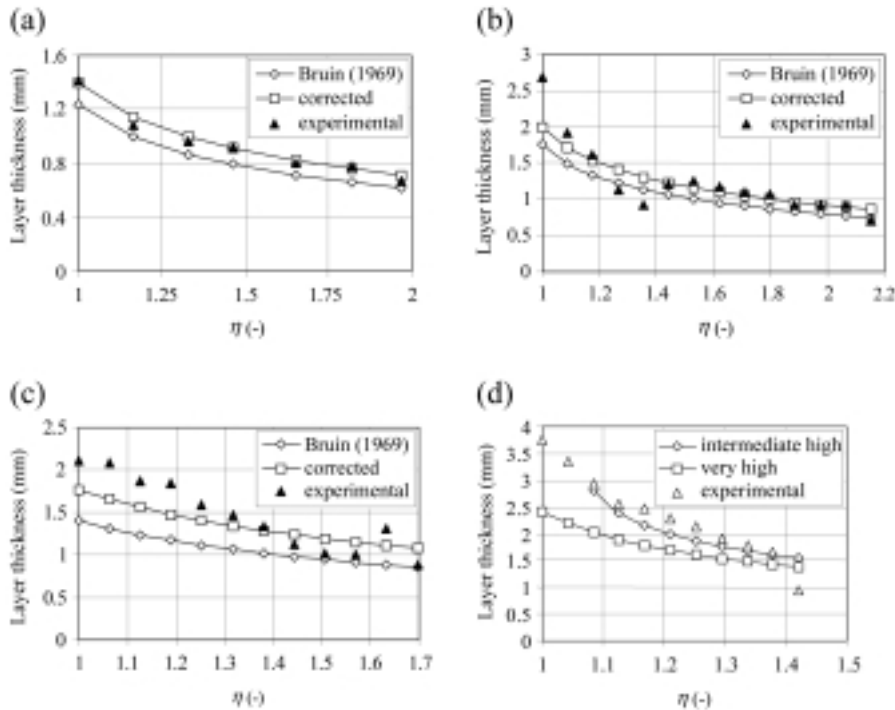 (a)
1.6
1.2
0.8
0.4
0
Layer thickness (mm)
Bruin (1969)
corrected
experimental
1
1.25
1.5
1.75
2
η (-)
(b)
3
2.5
2
1.5
1
0.5
0
Layer thickness (mm)
Bruin (1969)
corrected
experimental
1
1.2
1.4
1.6
1.8
2
2.2
η (-)
(c)
2.5
2
1.5
1
0.5
0
Layer thickness (mm)
Bruin (1969)
corrected
experimental
1
1.1
1.2
1.3
1.4
1.5
1.6
1.7
η (-)
(d)
4
3.5
3
2.5
2
1.5
1
0.5
0
Layer thickness (mm)
intermediate high
very high
experimental
1
1.1
1.2
1.3
1.4
1.5
η (-)